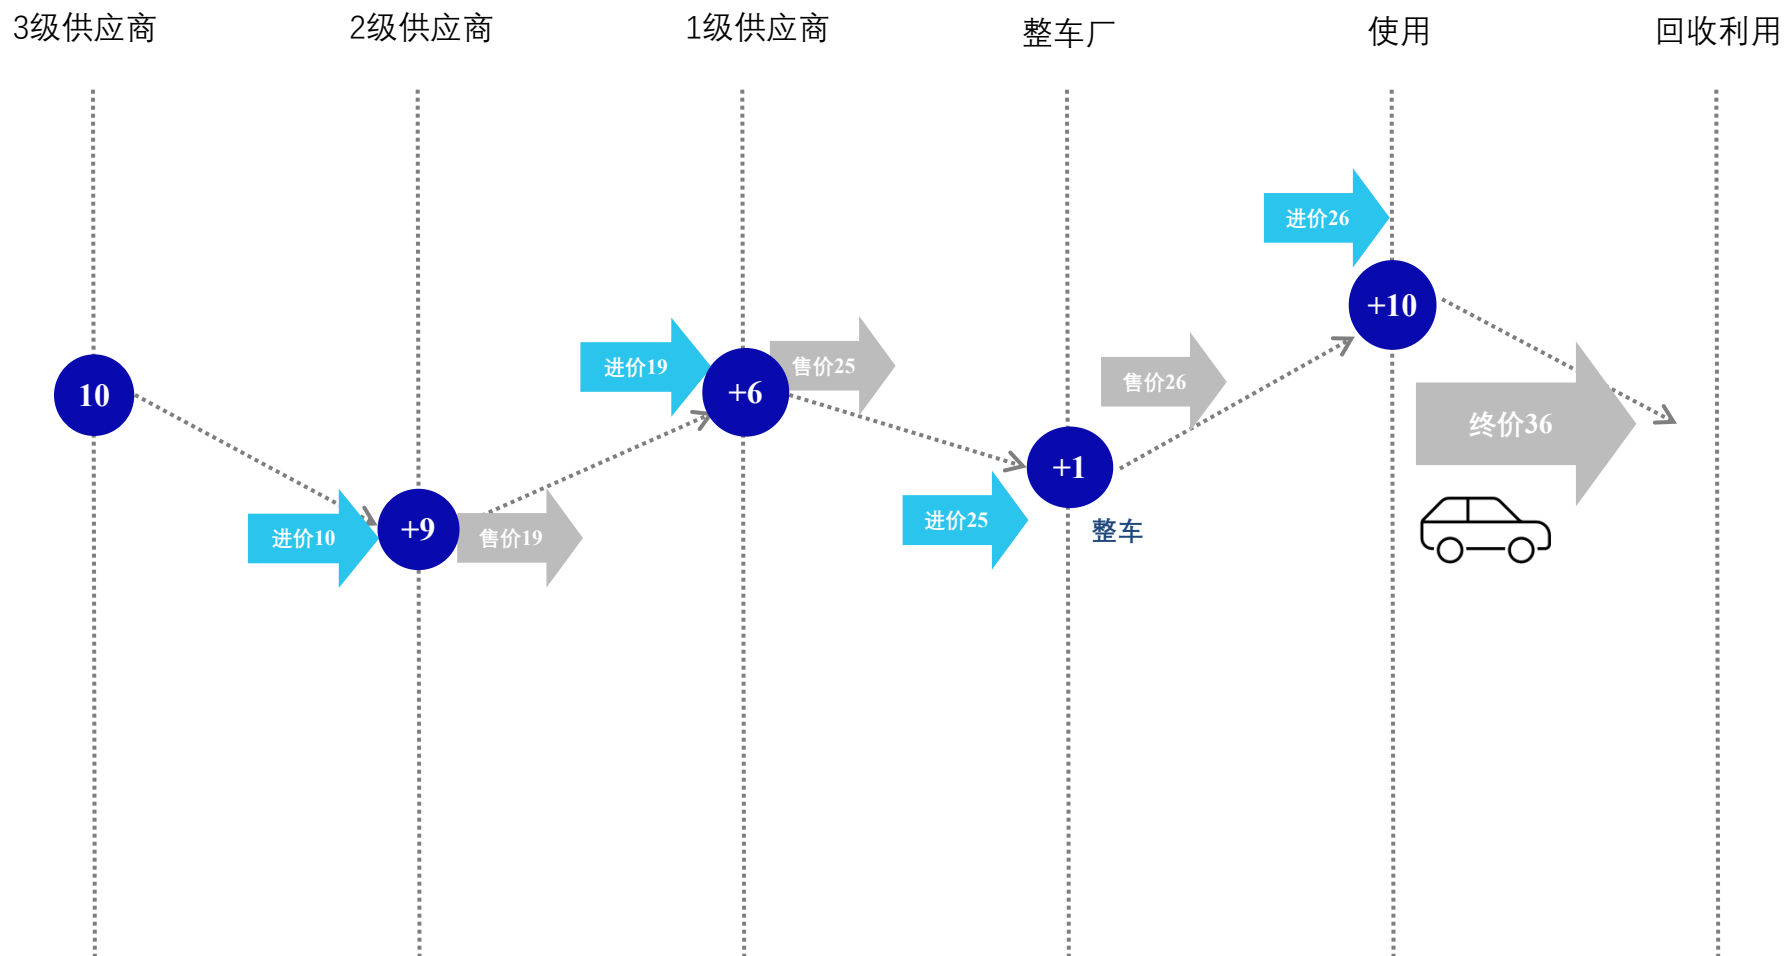 3级供应商
2级供应商
1级供应商
整车厂
使用
回收利用
进价26
+10
进价19
售价25
+6
售价26
10
终价36
+1
进价25
整车
进价10
+9
售价19